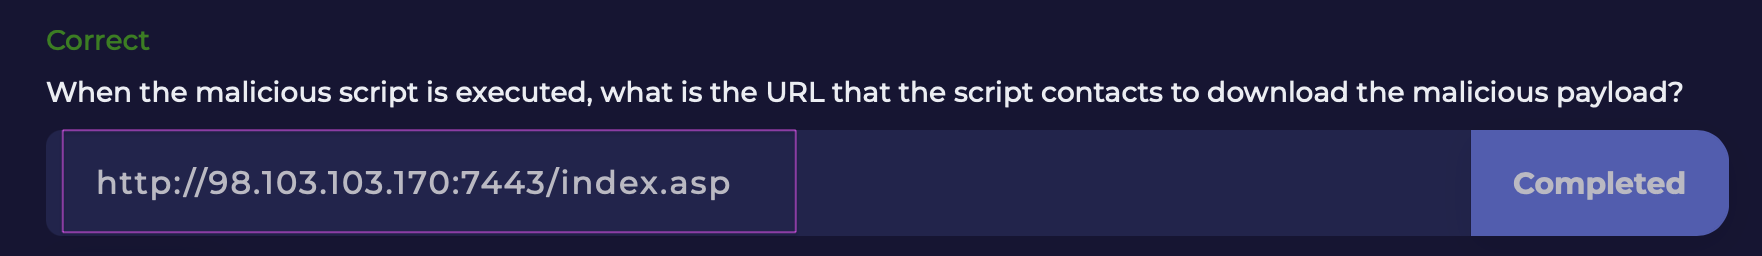 Correct
When the malicious script is executed, what is the URL that the script contacts to download the malicious payload?
http://98.103.103.170:7443/index.asp
Completed